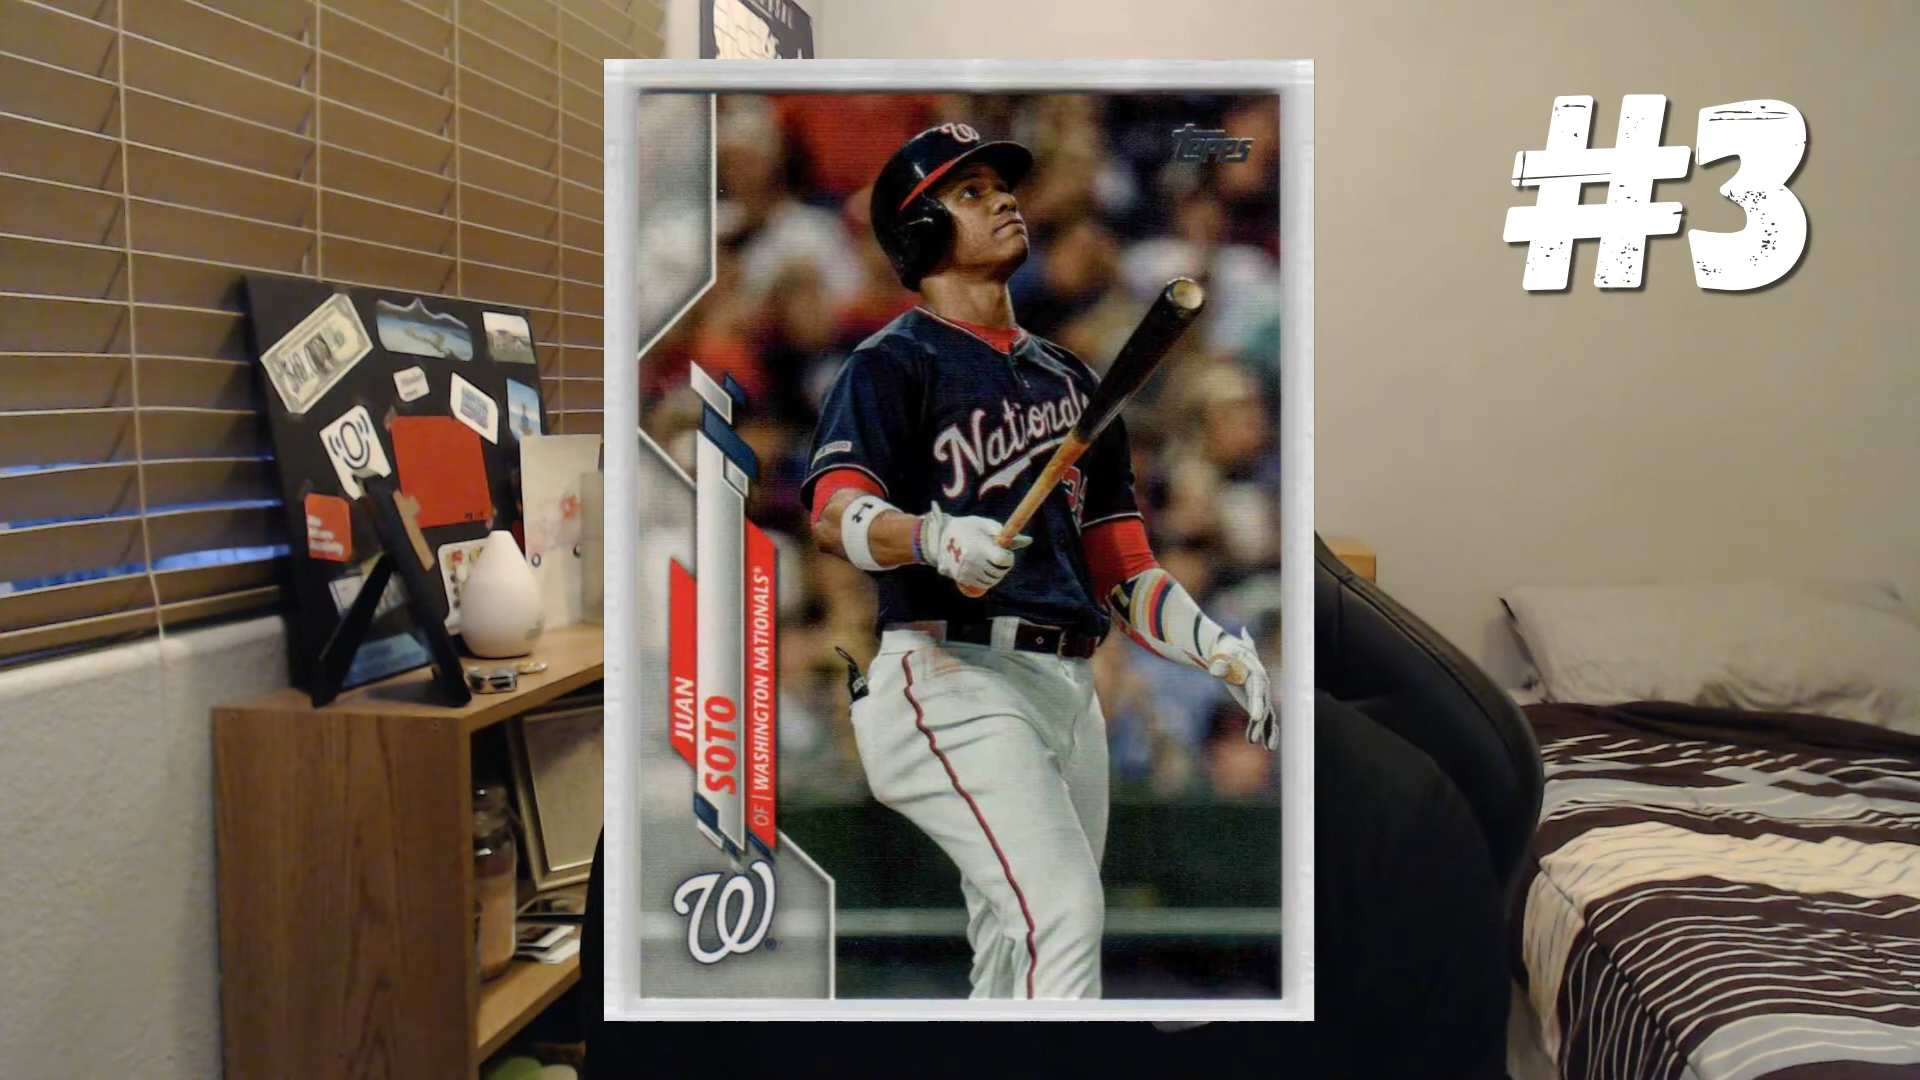 #3
Topps
Nationals
JUAN
SOTO
OF | WASHINGTON NATIONALS®
W®